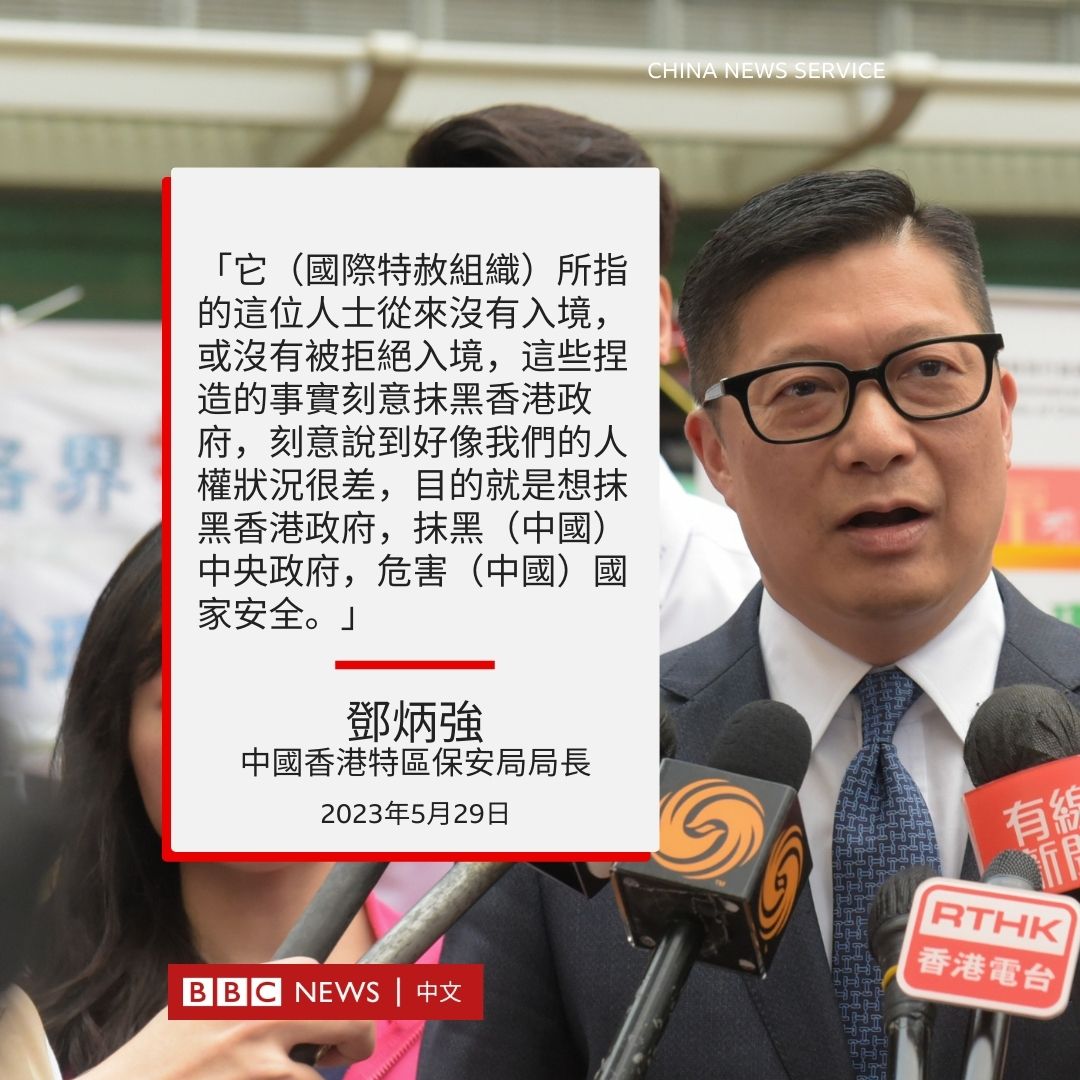 CHINA NEWS SERVICE
「它（國際特赦組織）所指
的這位人士從來沒有入境，
或沒有被拒絕入境，這些捏
造的事實刻意抹黑香港政
府，刻意說到好像我們的人
權狀況很差，目的就是想抹
黑香港政府，抹黑（中國）
中央政府，危害（中國）國
家安全。」
鄧炳強
中國香港特區保安局局長
2023年5月29日
各界
有線
新聞
RTHK
香港電台
BBC NEWS | 中文